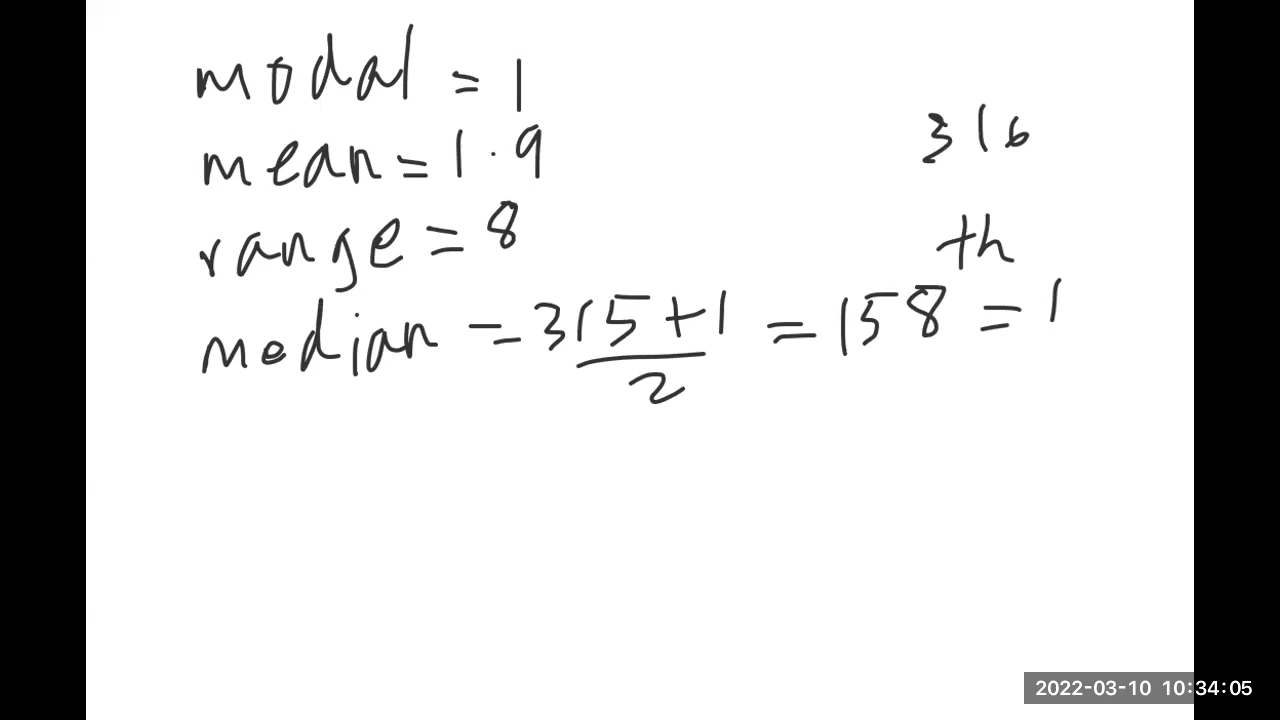 modal = 1
mean = 1.9
316
range = 8
th
median = 315 + 1 = 158 = 1
2
2022-03-10 10:34:05